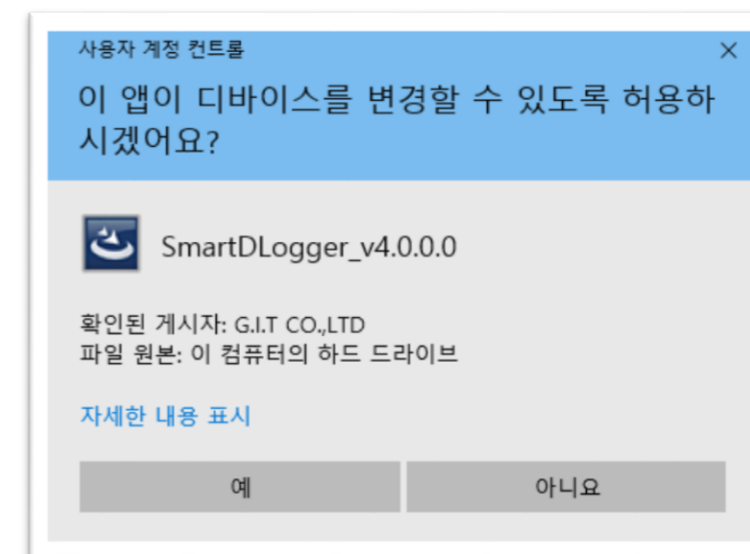 사용자 계정 컨트롤
이 앱이 디바이스를 변경할 수 있도록 허용하
시겠어요?
SmartDLogger_v4.0.0.0
확인된 게시자: G.I.T CO.,LTD
파일 원본: 이 컴퓨터의 하드 드라이브
자세한 내용 표시
예
아니요